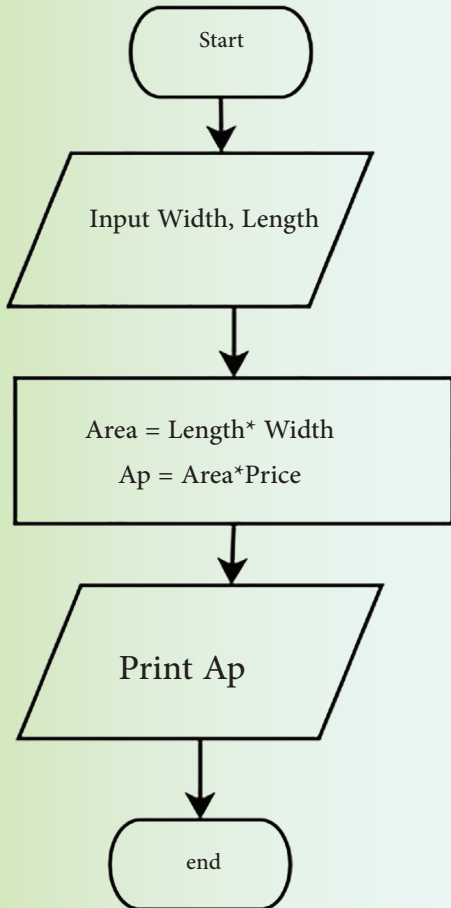 Start
Input Width, Length
Area = Length* Width
Ap = Area*Price
Print Ap
end